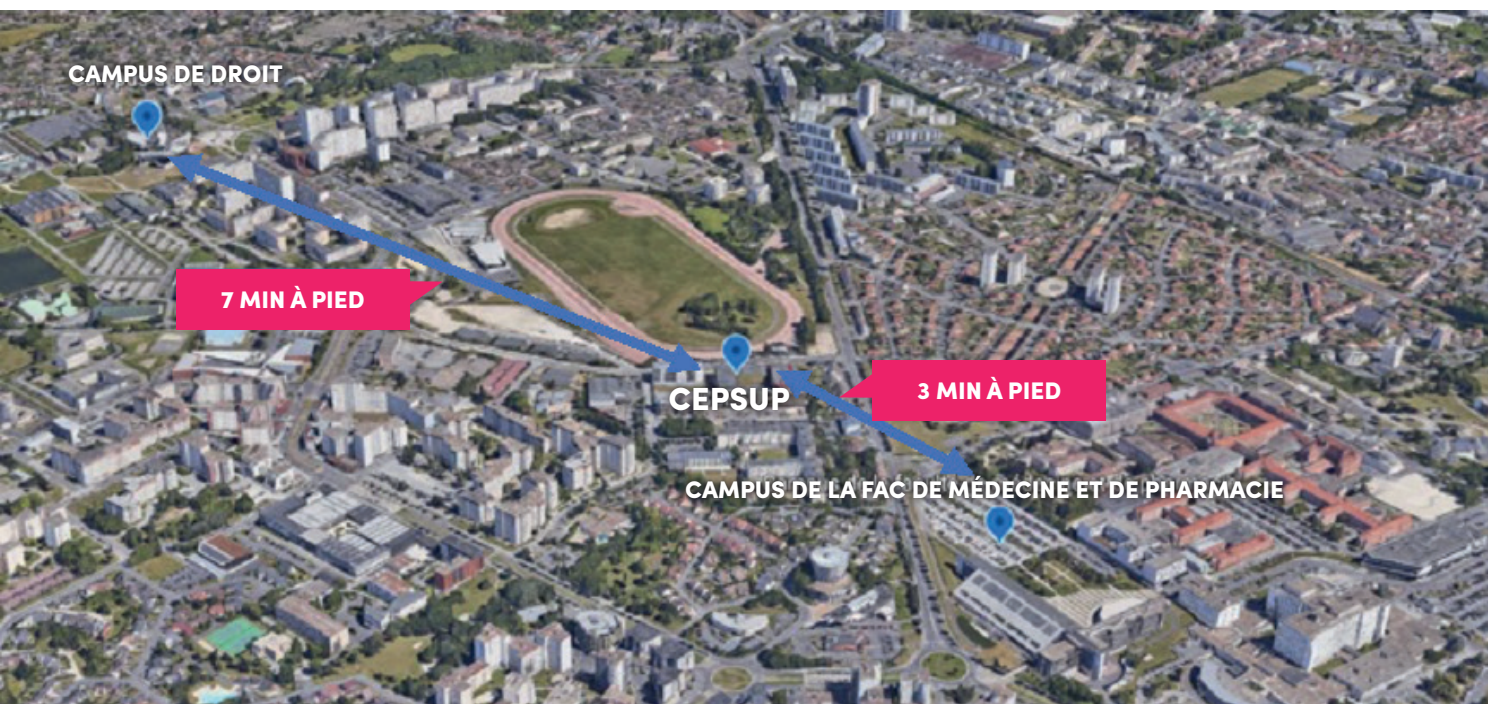 CAMPUS DE DROIT
7 MIN À PIED
CEPSUP
3 MIN À PIED
CAMPUS DE LA FAC DE MÉDECINE ET DE PHARMACIE